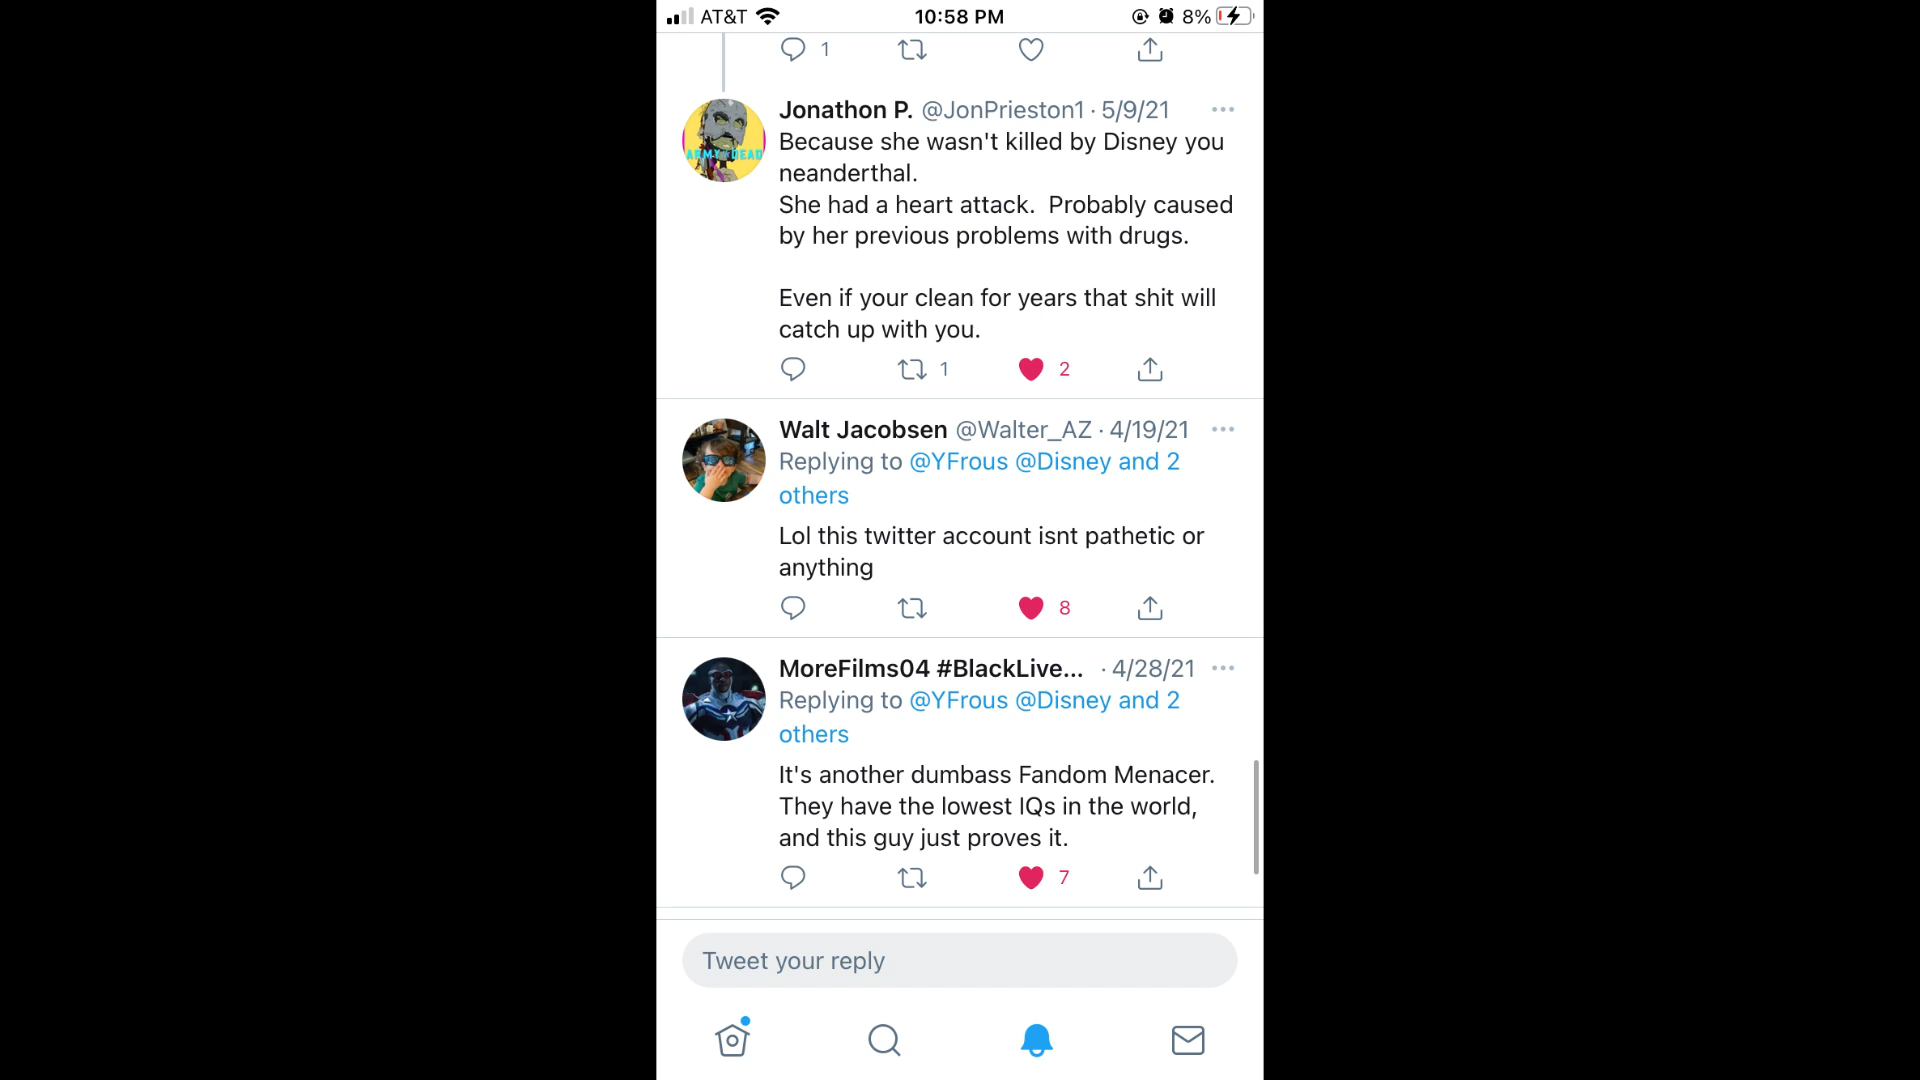 AT&T 10:58 PM 8%
1
Jonathon P. @JonPrieston1 · 5/9/21
Because she wasn't killed by Disney you
neanderthal.
She had a heart attack.  Probably caused
by her previous problems with drugs.
Even if your clean for years that shit will
catch up with you.
1 2
ARMY OF DEAD
Walt Jacobsen @Walter_AZ · 4/19/21
Replying to @YFrous @Disney and 2
others
Lol this twitter account isnt pathetic or
anything
8
MoreFilms04 #BlackLive... · 4/28/21
Replying to @YFrous @Disney and 2
others
It's another dumbass Fandom Menacer.
They have the lowest IQs in the world,
and this guy just proves it.
7
Tweet your reply